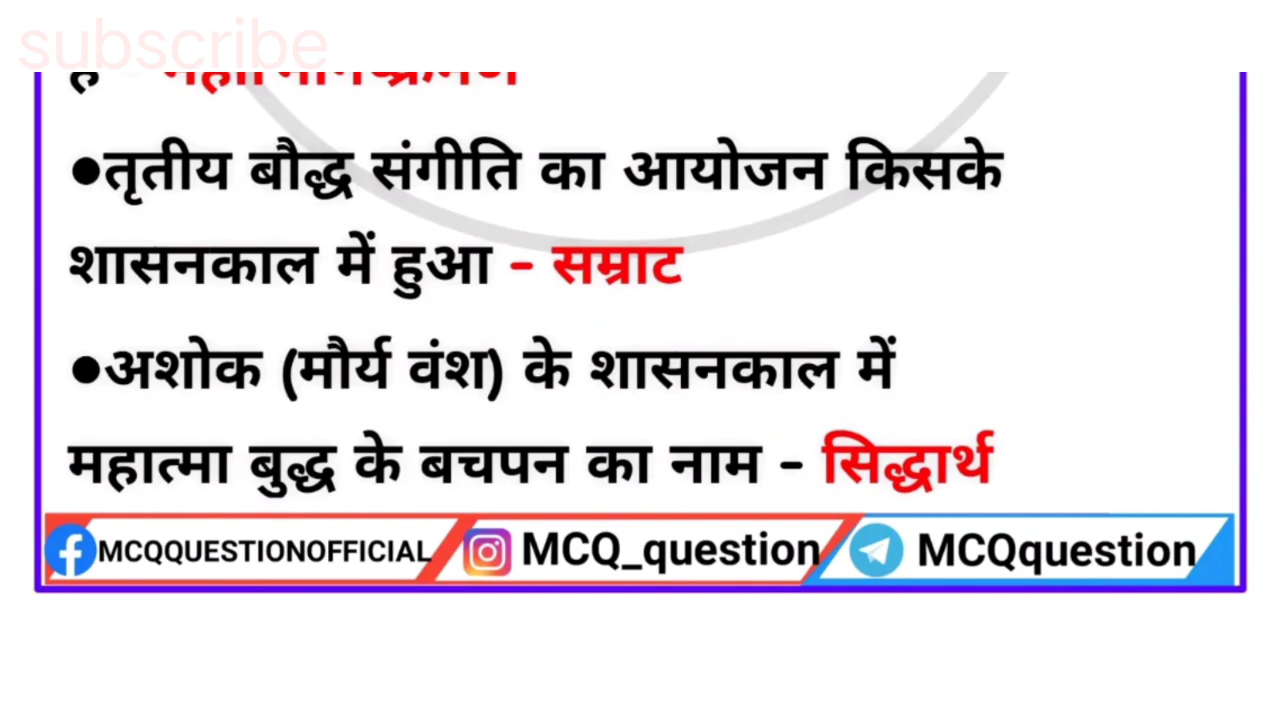 subscribe
●तृतीय बौद्ध संगीति का आयोजन किसके
शासनकाल में हुआ - सम्राट
●अशोक (मौर्य वंश) के शासनकाल में
महात्मा बुद्ध के बचपन का नाम - सिद्धार्थ
MCQQUESTIONOFFICIAL MCQ_question MCQquestion